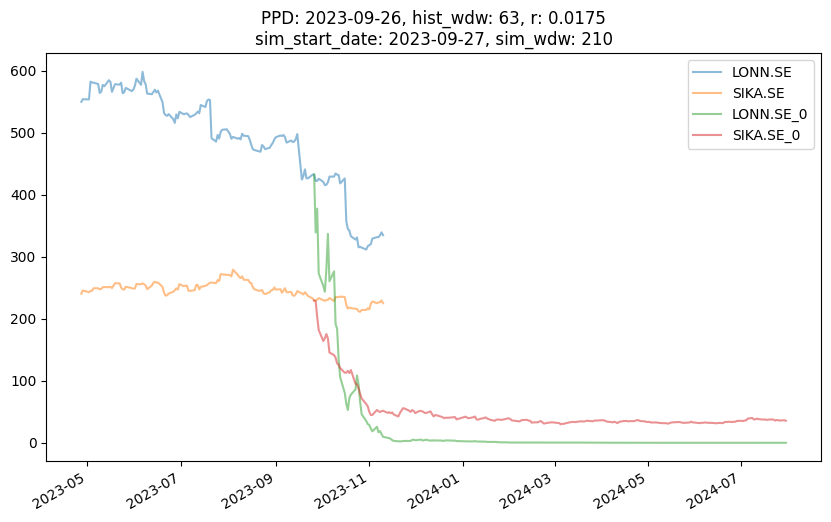 PPD: 2023-09-26, hist_wdw: 63, r: 0.0175
sim_start_date: 2023-09-27, sim_wdw: 210
LONN.SE
SIKA.SE
LONN.SE_0
SIKA.SE_0
600
500
400
300
200
100
0
2023-05
2023-07
2023-09
2023-11
2024-01
2024-03
2024-05
2024-07